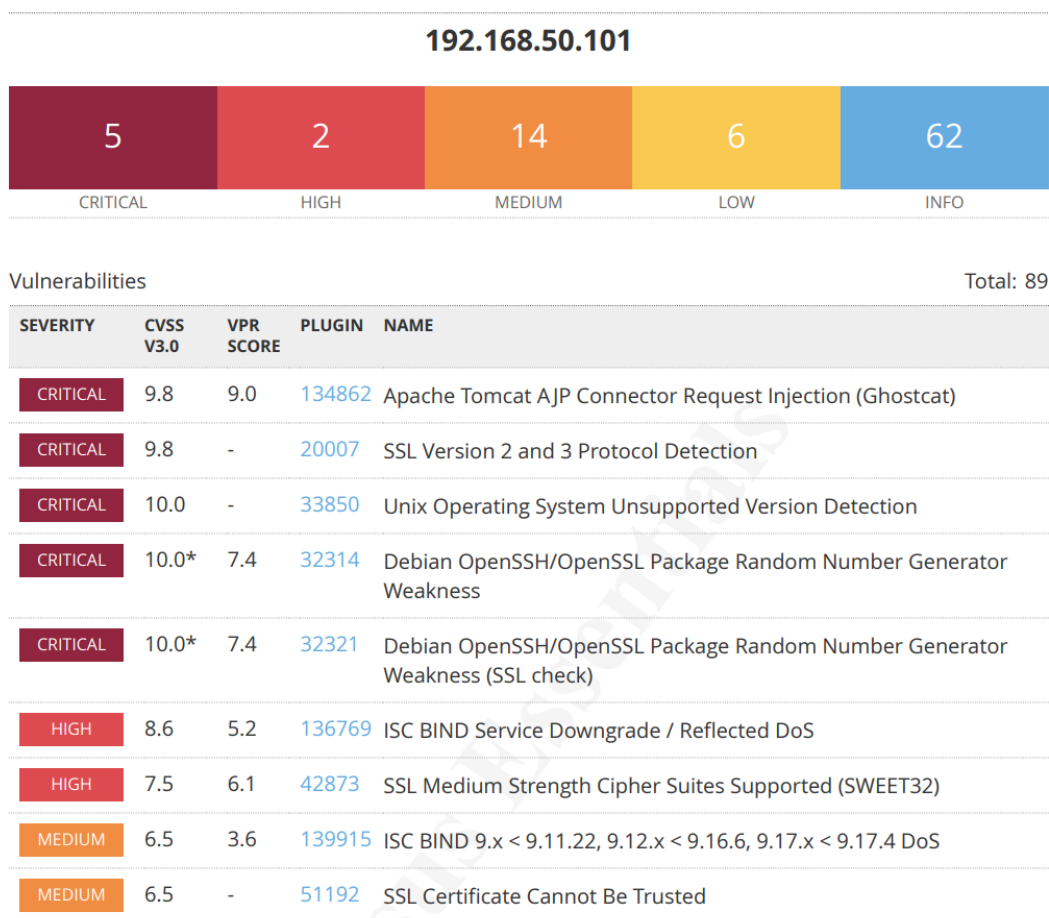 192.168.50.101
5 2 14 6 62
CRITICAL HIGH MEDIUM LOW INFO
Vulnerabilities Total: 89
SEVERITY CVSS V3.0 VPR SCORE PLUGIN NAME
CRITICAL 9.8 9.0 134862 Apache Tomcat AJP Connector Request Injection (Ghostcat)
CRITICAL 9.8 - 20007 SSL Version 2 and 3 Protocol Detection
CRITICAL 10.0 - 33850 Unix Operating System Unsupported Version Detection
CRITICAL 10.0* 7.4 32314 Debian OpenSSH/OpenSSL Package Random Number Generator
Weakness
CRITICAL 10.0* 7.4 32321 Debian OpenSSH/OpenSSL Package Random Number Generator
Weakness (SSL check)
HIGH 8.6 5.2 136769 ISC BIND Service Downgrade / Reflected DoS
HIGH 7.5 6.1 42873 SSL Medium Strength Cipher Suites Supported (SWEET32)
MEDIUM 6.5 3.6 139915 ISC BIND 9.x < 9.11.22, 9.12.x < 9.16.6, 9.17.x < 9.17.4 DoS
MEDIUM 6.5 - 51192 SSL Certificate Cannot Be Trusted
us Essentials